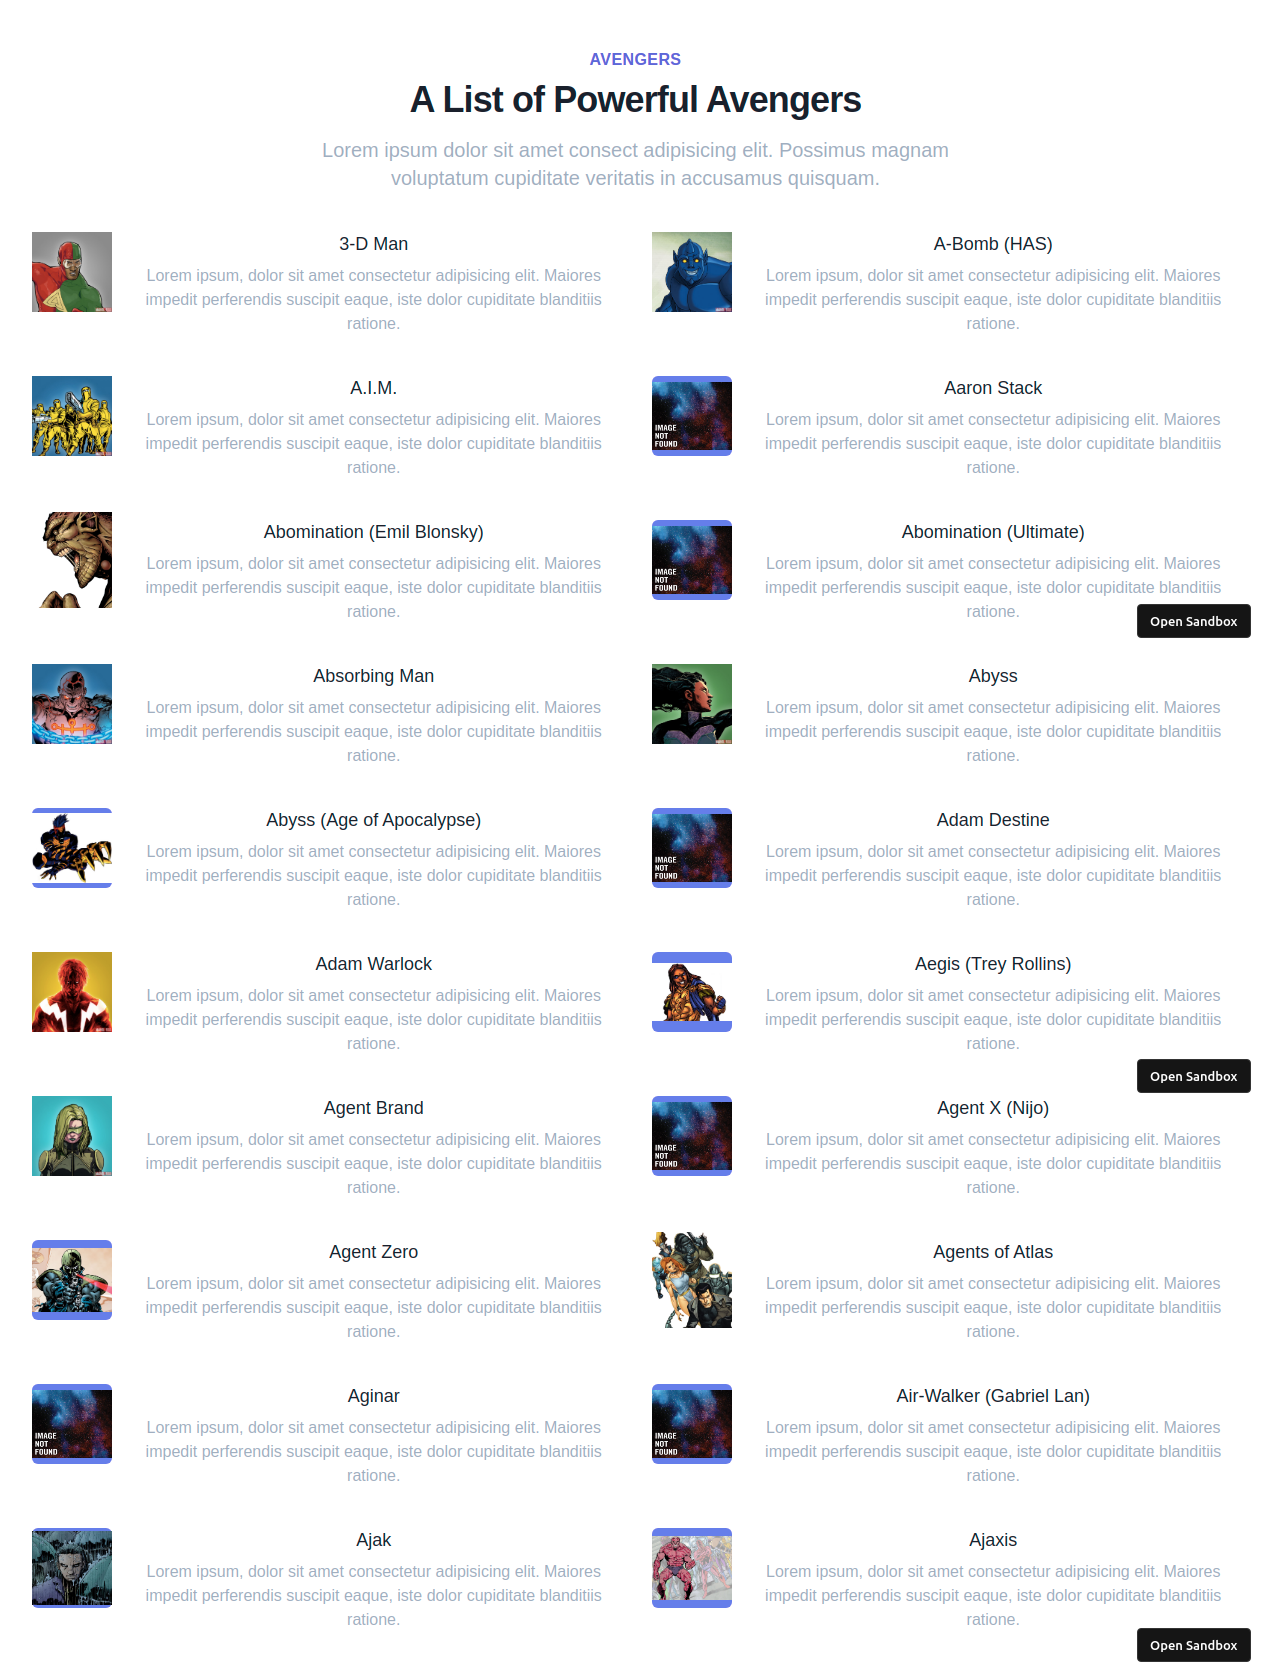 AVENGERS
A List of Powerful Avengers
Lorem ipsum dolor sit amet consect adipisicing elit. Possimus magnam
voluptatum cupiditate veritatis in accusamus quisquam.
3-D Man
Lorem ipsum, dolor sit amet consectetur adipisicing elit. Maiores
impedit perferendis suscipit eaque, iste dolor cupiditate blanditiis
ratione.
A-Bomb (HAS)
Lorem ipsum, dolor sit amet consectetur adipisicing elit. Maiores
impedit perferendis suscipit eaque, iste dolor cupiditate blanditiis
ratione.
A.I.M.
Lorem ipsum, dolor sit amet consectetur adipisicing elit. Maiores
impedit perferendis suscipit eaque, iste dolor cupiditate blanditiis
ratione.
IMAGE
NOT
FOUND
Aaron Stack
Lorem ipsum, dolor sit amet consectetur adipisicing elit. Maiores
impedit perferendis suscipit eaque, iste dolor cupiditate blanditiis
ratione.
Abomination (Emil Blonsky)
Lorem ipsum, dolor sit amet consectetur adipisicing elit. Maiores
impedit perferendis suscipit eaque, iste dolor cupiditate blanditiis
ratione.
IMAGE
NOT
FOUND
Abomination (Ultimate)
Lorem ipsum, dolor sit amet consectetur adipisicing elit. Maiores
impedit perferendis suscipit eaque, iste dolor cupiditate blanditiis
ratione.
Open Sandbox
Absorbing Man
Lorem ipsum, dolor sit amet consectetur adipisicing elit. Maiores
impedit perferendis suscipit eaque, iste dolor cupiditate blanditiis
ratione.
Abyss
Lorem ipsum, dolor sit amet consectetur adipisicing elit. Maiores
impedit perferendis suscipit eaque, iste dolor cupiditate blanditiis
ratione.
Abyss (Age of Apocalypse)
Lorem ipsum, dolor sit amet consectetur adipisicing elit. Maiores
impedit perferendis suscipit eaque, iste dolor cupiditate blanditiis
ratione.
IMAGE
NOT
FOUND
Adam Destine
Lorem ipsum, dolor sit amet consectetur adipisicing elit. Maiores
impedit perferendis suscipit eaque, iste dolor cupiditate blanditiis
ratione.
Adam Warlock
Lorem ipsum, dolor sit amet consectetur adipisicing elit. Maiores
impedit perferendis suscipit eaque, iste dolor cupiditate blanditiis
ratione.
Aegis (Trey Rollins)
Lorem ipsum, dolor sit amet consectetur adipisicing elit. Maiores
impedit perferendis suscipit eaque, iste dolor cupiditate blanditiis
ratione.
Open Sandbox
Agent Brand
Lorem ipsum, dolor sit amet consectetur adipisicing elit. Maiores
impedit perferendis suscipit eaque, iste dolor cupiditate blanditiis
ratione.
IMAGE
NOT
FOUND
Agent X (Nijo)
Lorem ipsum, dolor sit amet consectetur adipisicing elit. Maiores
impedit perferendis suscipit eaque, iste dolor cupiditate blanditiis
ratione.
Agent Zero
Lorem ipsum, dolor sit amet consectetur adipisicing elit. Maiores
impedit perferendis suscipit eaque, iste dolor cupiditate blanditiis
ratione.
Agents of Atlas
Lorem ipsum, dolor sit amet consectetur adipisicing elit. Maiores
impedit perferendis suscipit eaque, iste dolor cupiditate blanditiis
ratione.
IMAGE
NOT
FOUND
Aginar
Lorem ipsum, dolor sit amet consectetur adipisicing elit. Maiores
impedit perferendis suscipit eaque, iste dolor cupiditate blanditiis
ratione.
IMAGE
NOT
FOUND
Air-Walker (Gabriel Lan)
Lorem ipsum, dolor sit amet consectetur adipisicing elit. Maiores
impedit perferendis suscipit eaque, iste dolor cupiditate blanditiis
ratione.
Ajak
Lorem ipsum, dolor sit amet consectetur adipisicing elit. Maiores
impedit perferendis suscipit eaque, iste dolor cupiditate blanditiis
ratione.
Ajaxis
Lorem ipsum, dolor sit amet consectetur adipisicing elit. Maiores
impedit perferendis suscipit eaque, iste dolor cupiditate blanditiis
ratione.
Open Sandbox